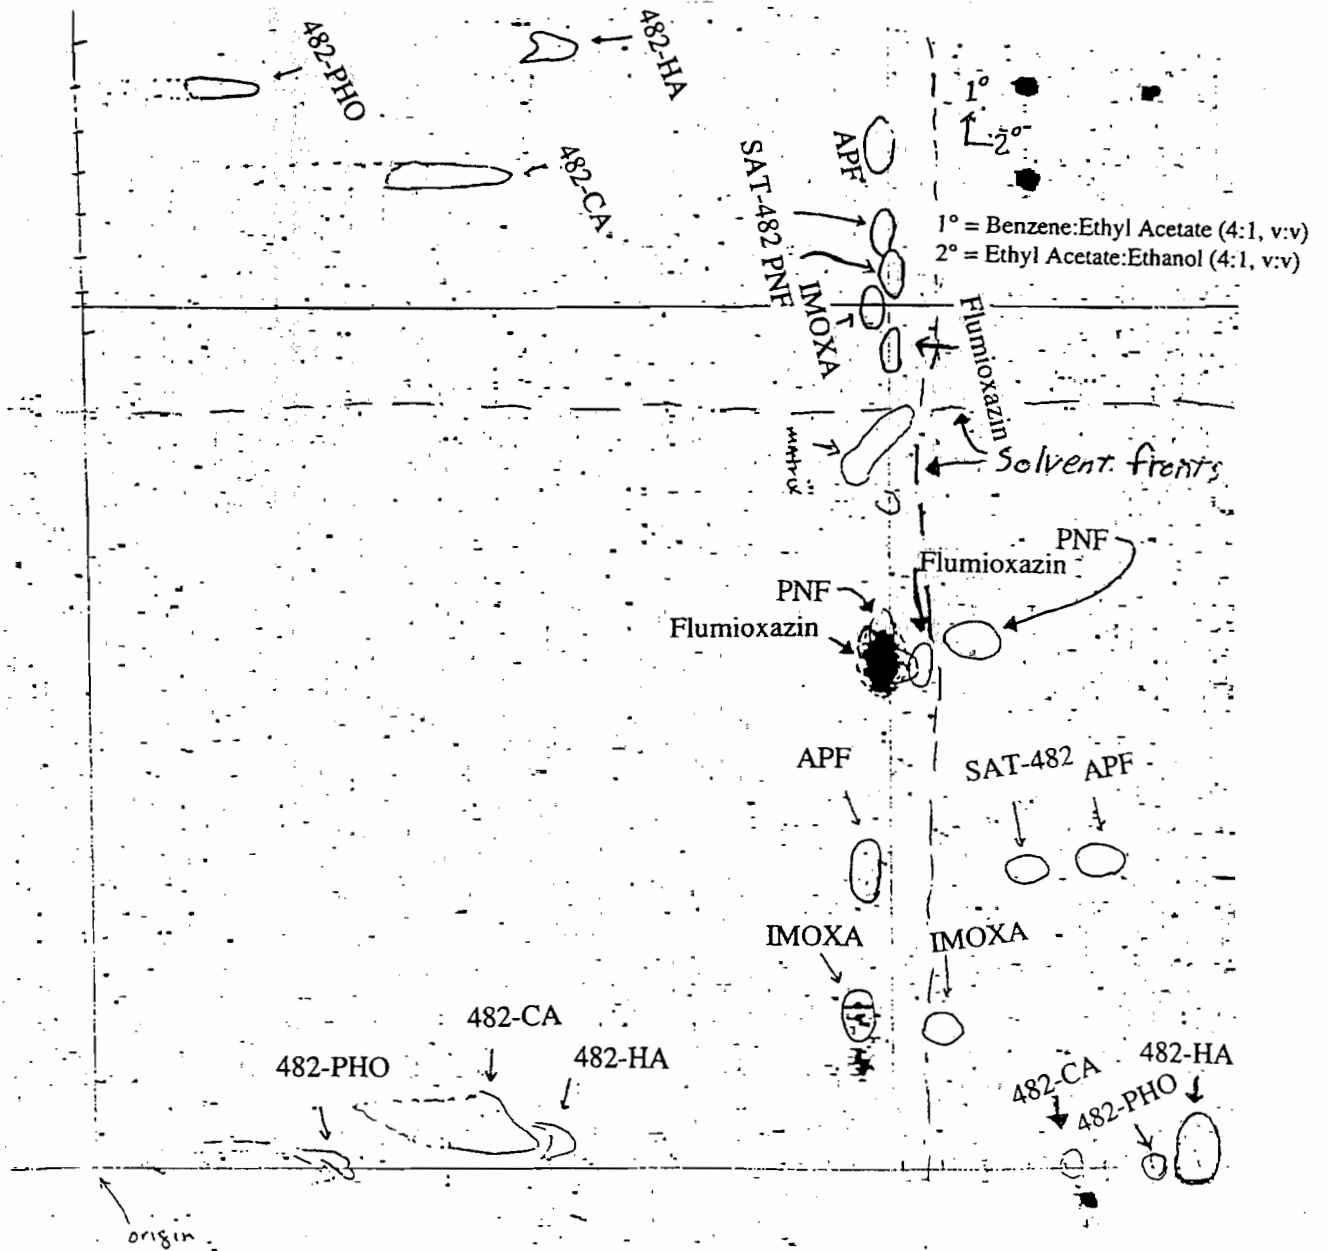 482-PHO
482-HA
482-CA
APF
1°
2°
SAT-482
PNF
IMOXA
1° = Benzene:Ethyl Acetate (4:1, v:v)
2° = Ethyl Acetate:Ethanol (4:1, v:v)
Flumioxazin
matrix
Solvent fronts
PNF
Flumioxazin
PNF
Flumioxazin
APF
SAT-482
APF
IMOXA
IMOXA
482-CA
482-PHO
482-HA
482-CA
482-PHO
482-HA
origin